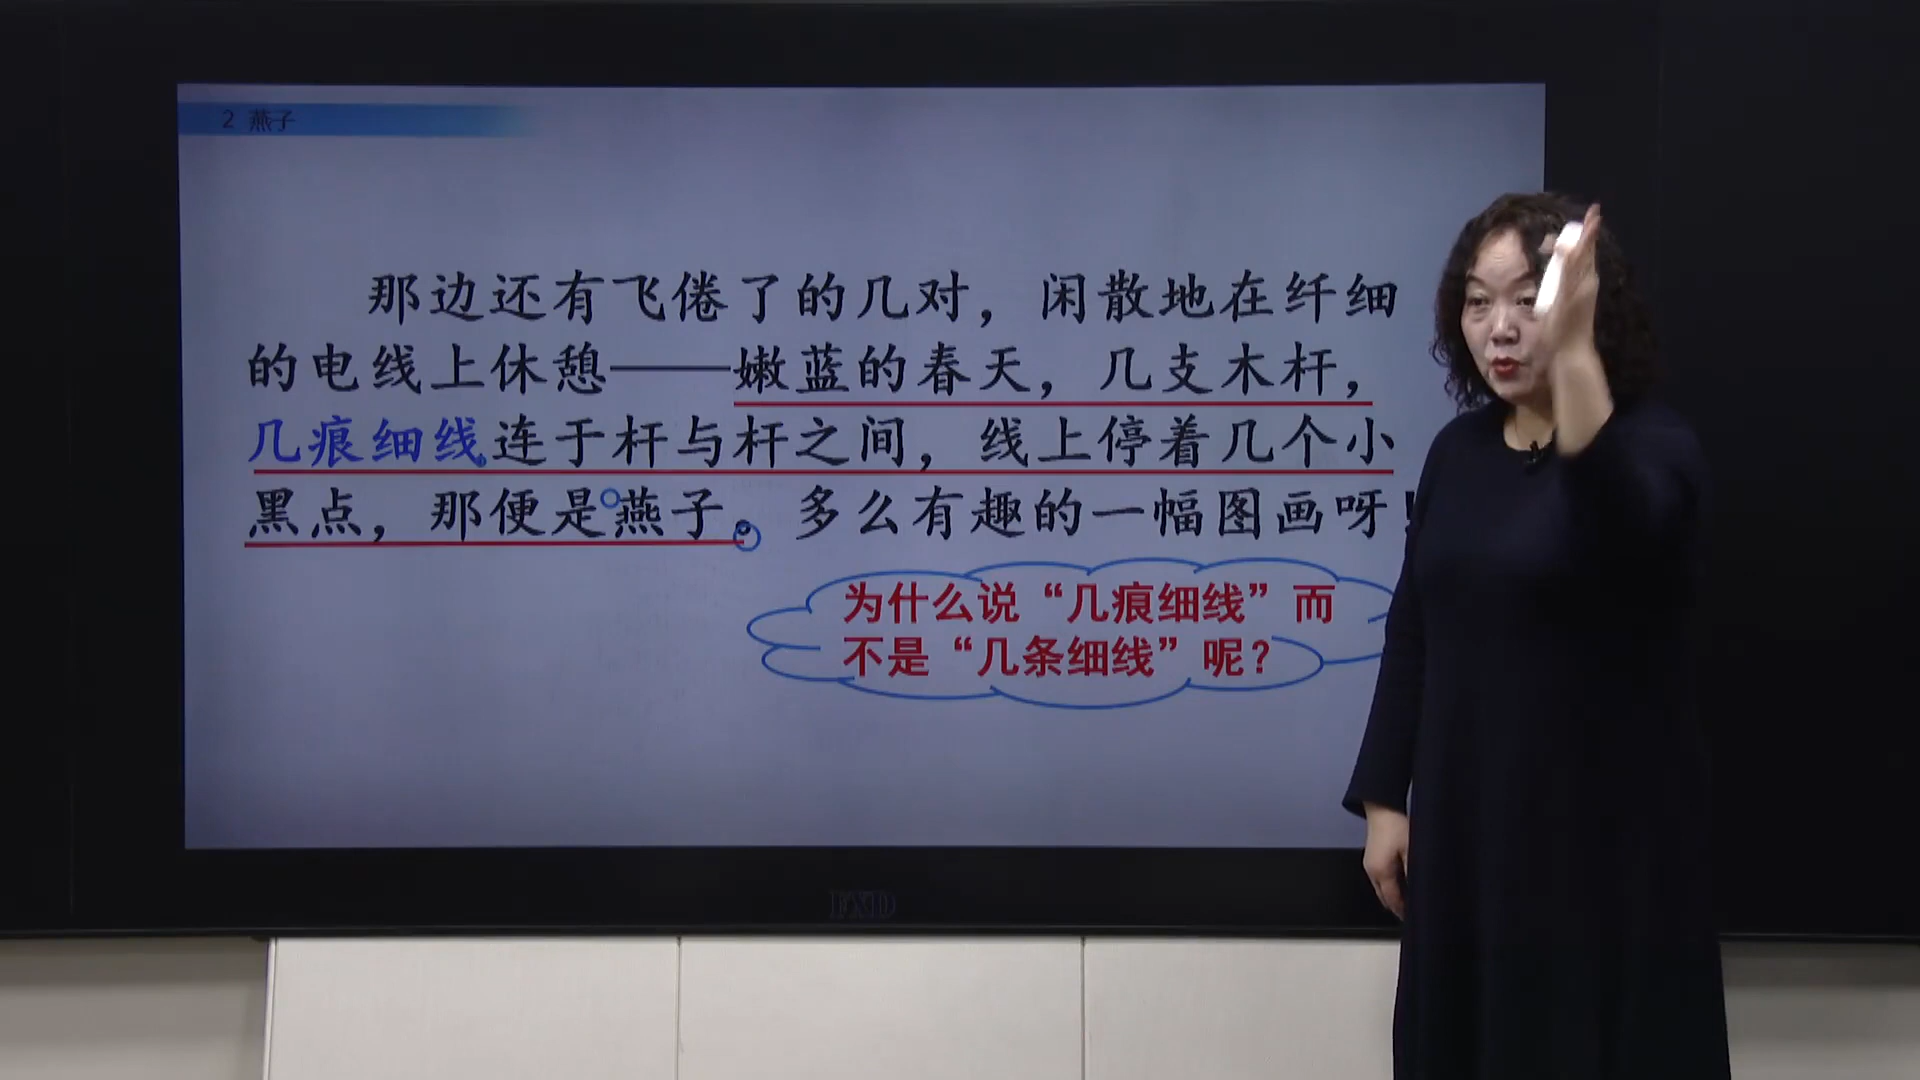 2 燕子
那边还有飞倦了的几对，闲散地在纤细
的电线上休憩——嫩蓝的春天，几支木杆，
几痕细线连于杆与杆之间，线上停着几个小
黑点，那便是燕子。多么有趣的一幅图画呀！
为什么说“几痕细线”而
不是“几条细线”呢？
FXD